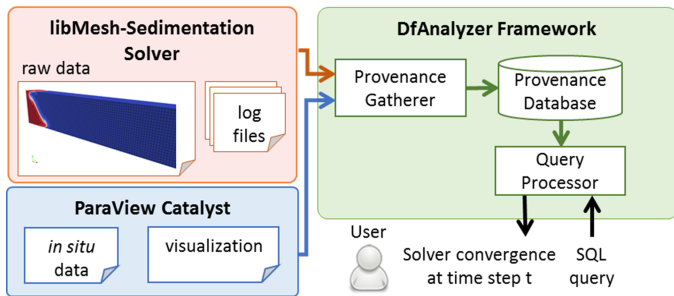 libMesh-Sedimentation
Solver
raw data
log
files
ParaView Catalyst
in situ
data
visualization
DfAnalyzer Framework
Provenance
Gatherer
Provenance
Database
Query
Processor
User
Solver convergence
at time step t
SQL
query